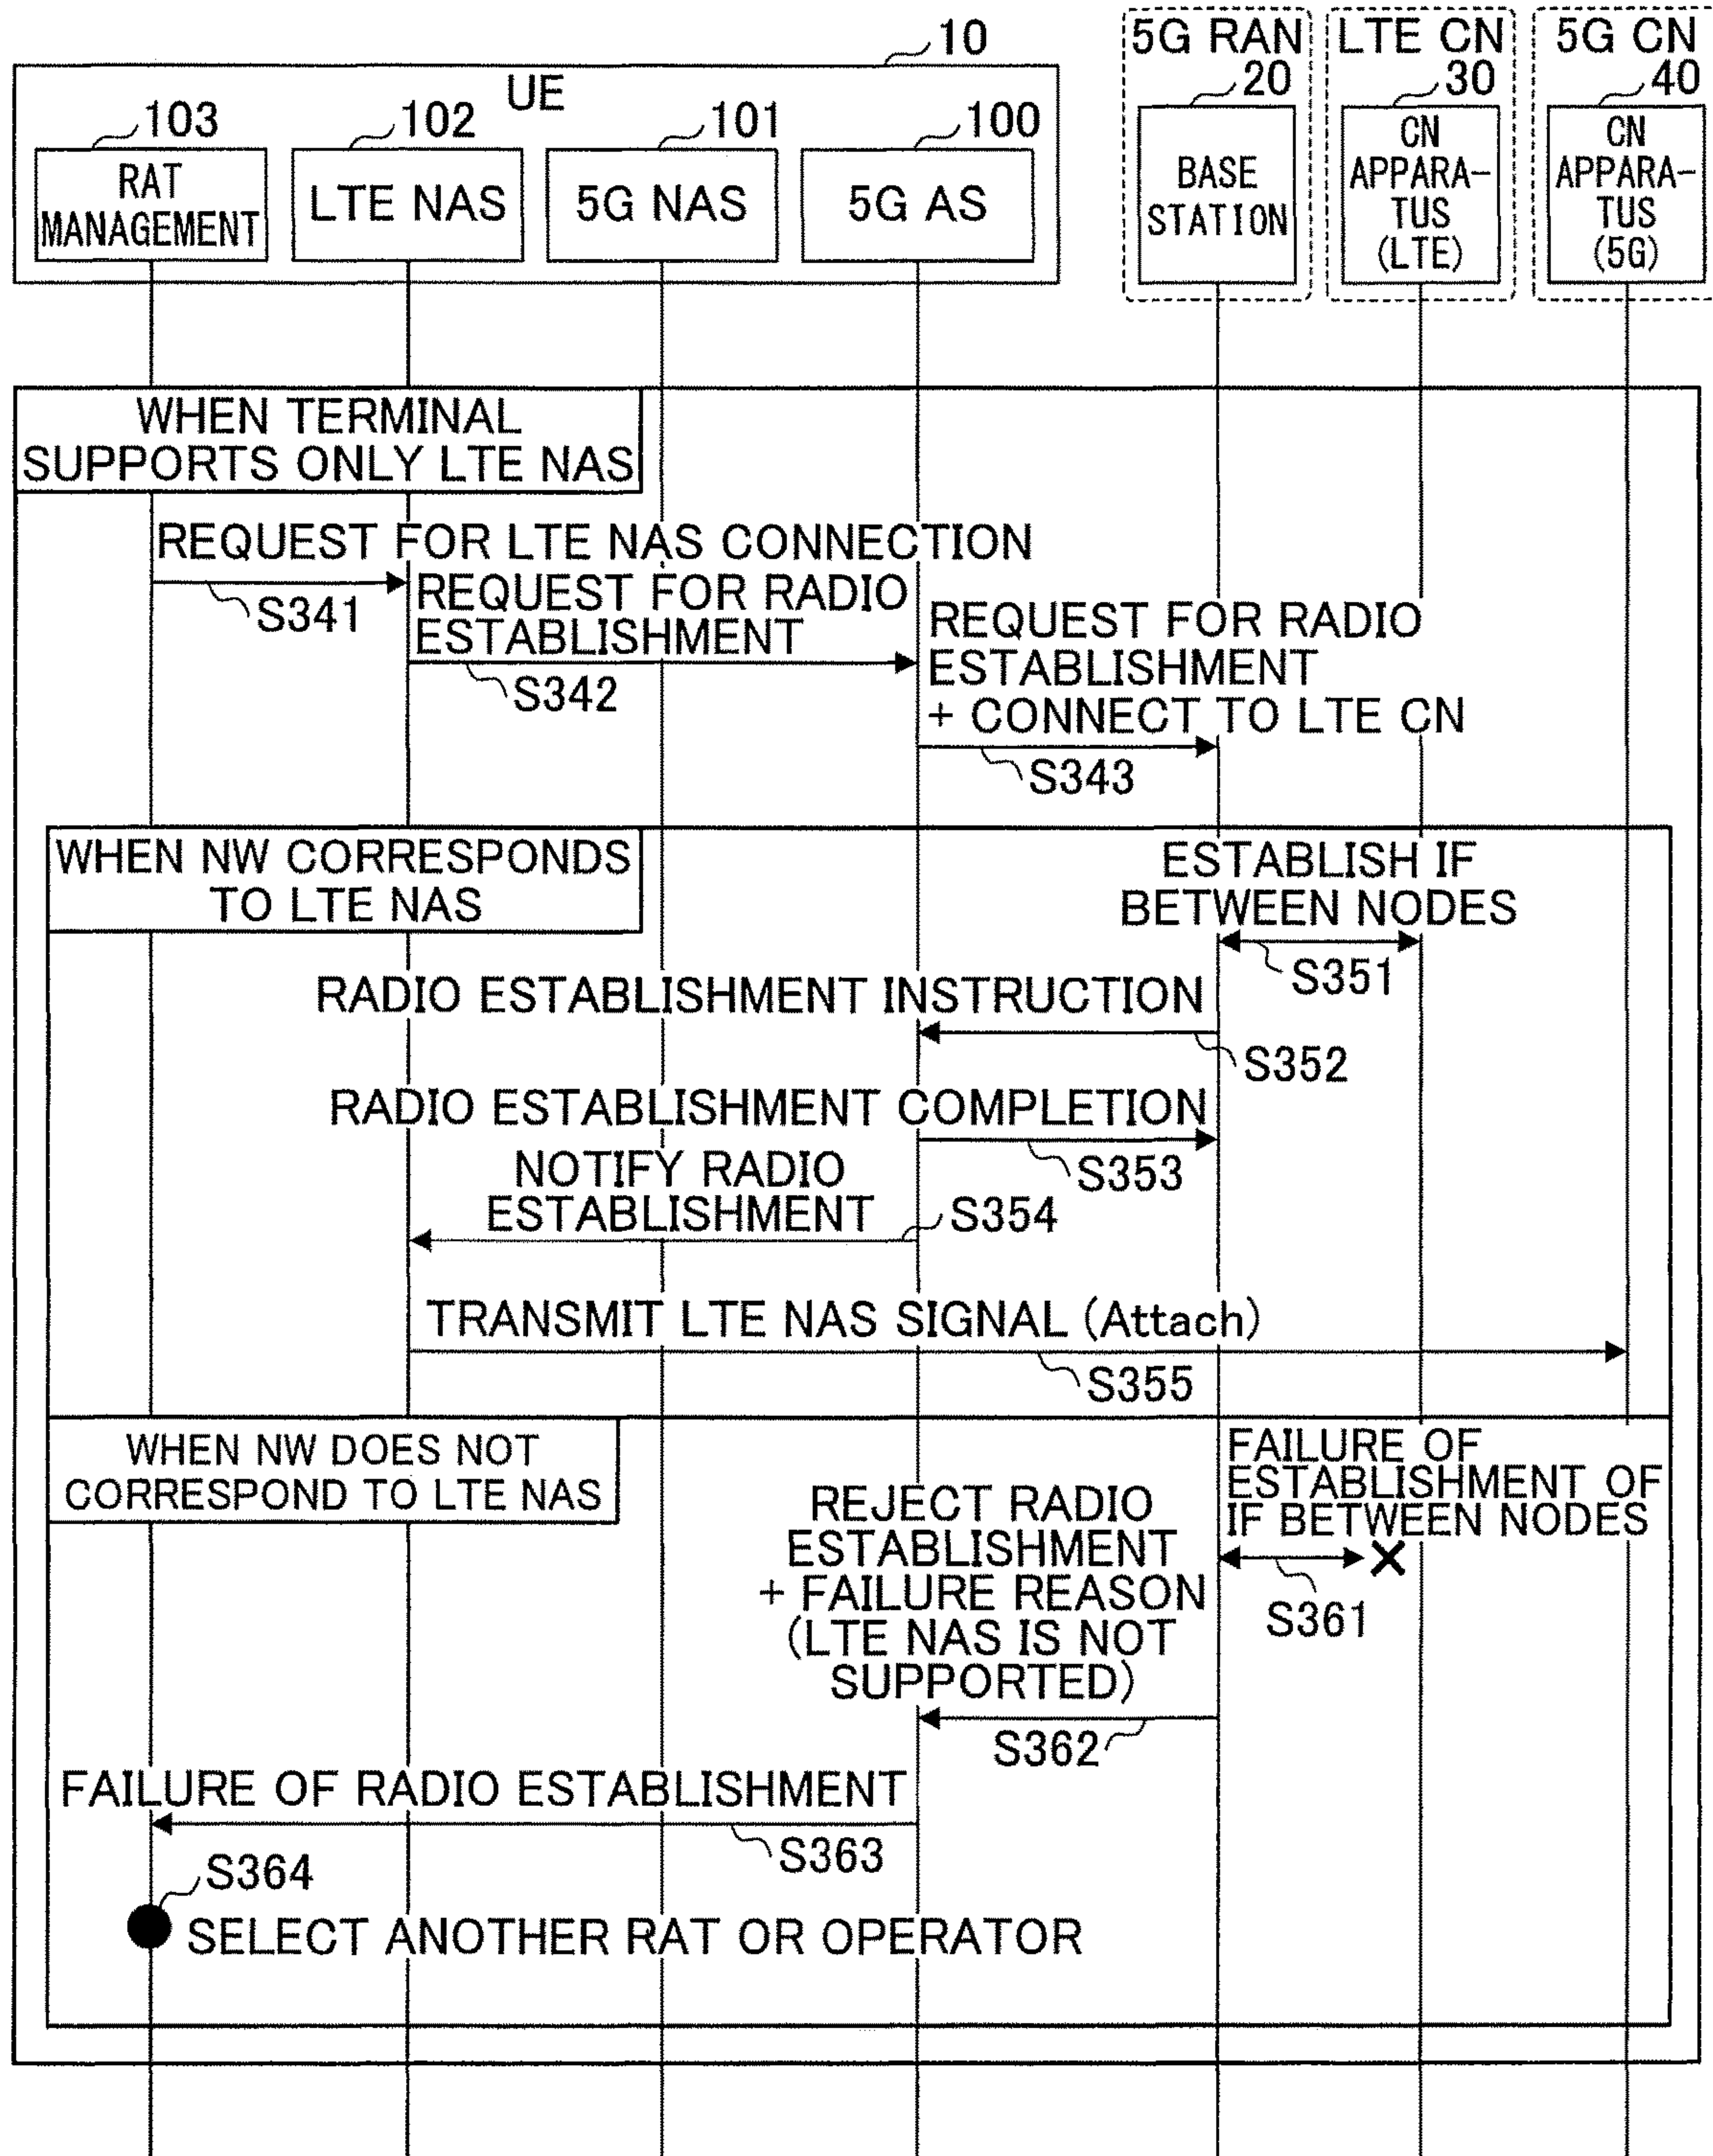 10
UE
103
RAT
MANAGEMENT
102
LTE NAS
101
5G NAS
100
5G AS
5G RAN
20
BASE
STATION
LTE CN
30
CN
APPARA-
TUS
(LTE)
5G CN
40
CN
APPARA-
TUS
(5G)
WHEN TERMINAL
SUPPORTS ONLY LTE NAS
REQUEST FOR LTE NAS CONNECTION
S341
REQUEST FOR RADIO
ESTABLISHMENT
S342
REQUEST FOR RADIO
ESTABLISHMENT
+ CONNECT TO LTE CN
S343
WHEN NW CORRESPONDS
TO LTE NAS
ESTABLISH IF
BETWEEN NODES
S351
RADIO ESTABLISHMENT INSTRUCTION
S352
RADIO ESTABLISHMENT COMPLETION
S353
NOTIFY RADIO
ESTABLISHMENT
S354
TRANSMIT LTE NAS SIGNAL (Attach)
S355
WHEN NW DOES NOT
CORRESPOND TO LTE NAS
FAILURE OF
ESTABLISHMENT OF
IF BETWEEN NODES
S361
REJECT RADIO
ESTABLISHMENT
+ FAILURE REASON
(LTE NAS IS NOT
SUPPORTED)
S362
FAILURE OF RADIO ESTABLISHMENT
S363
S364
SELECT ANOTHER RAT OR OPERATOR